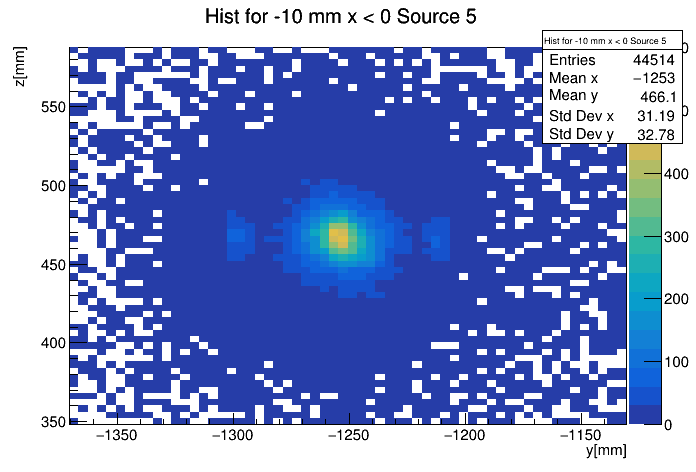 Hist for -10 mm x < 0 Source 5
Hist for -10 mm x < 0 Source 5
Entries 44514
Mean x −1253
Mean y 466.1
Std Dev x 31.19
Std Dev y 32.78
z[mm]
550
500
450
400
350
−1350 −1300 −1250 −1200 −1150
y[mm]
0
0
400
300
200
100
0